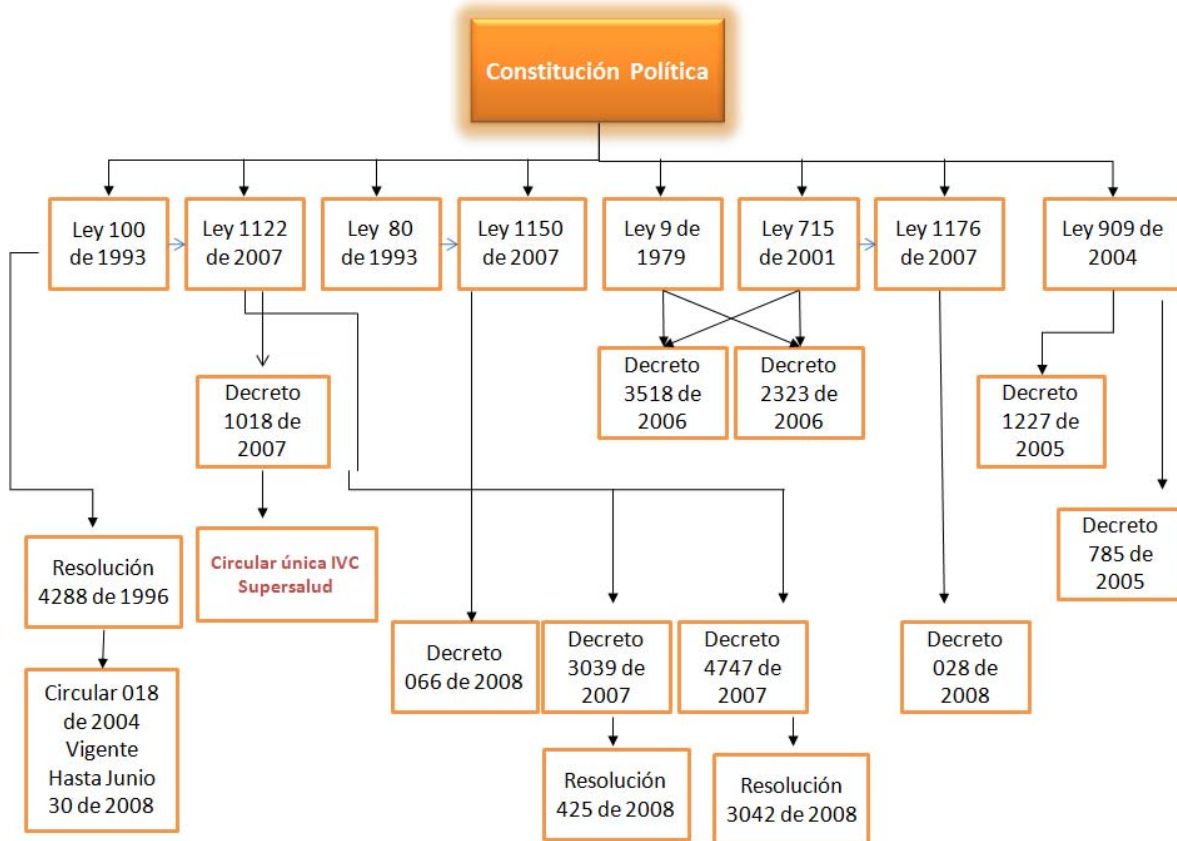 Constitución Política
Ley 100
de 1993
Ley 1122
de 2007
Ley 80
de 1993
Ley 1150
de 2007
Ley 9 de
1979
Ley 715
de 2001
Ley 1176
de 2007
Ley 909 de
2004
Decreto
1018 de
2007
Decreto
3518 de
2006
Decreto
2323 de
2006
Decreto
1227 de
2005
Resolución
4288 de 1996
Circular única IVC
Supersalud
Decreto
785 de
2005
Decreto
066 de 2008
Decreto
3039 de
2007
Decreto
4747 de
2007
Decreto
028 de
2008
Circular 018
de 2004
Vigente
Hasta Junio
30 de 2008
Resolución
425 de 2008
Resolución
3042 de 2008